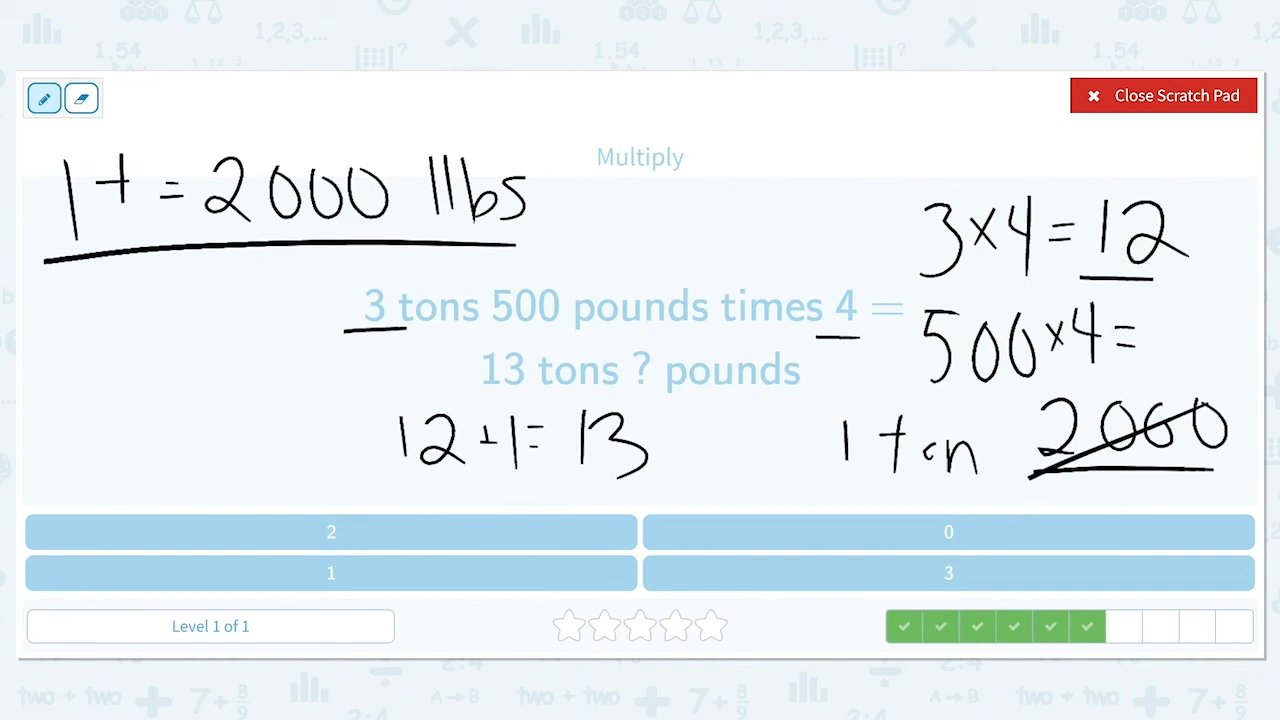 Close Scratch Pad
Multiply
1t = 2000 llbs
3×4=12
3 tons 500 pounds times 4 =
500×4=
13 tons ? pounds
12+1=13
1 ton 2000
2
0
1
3
Level 1 of 1